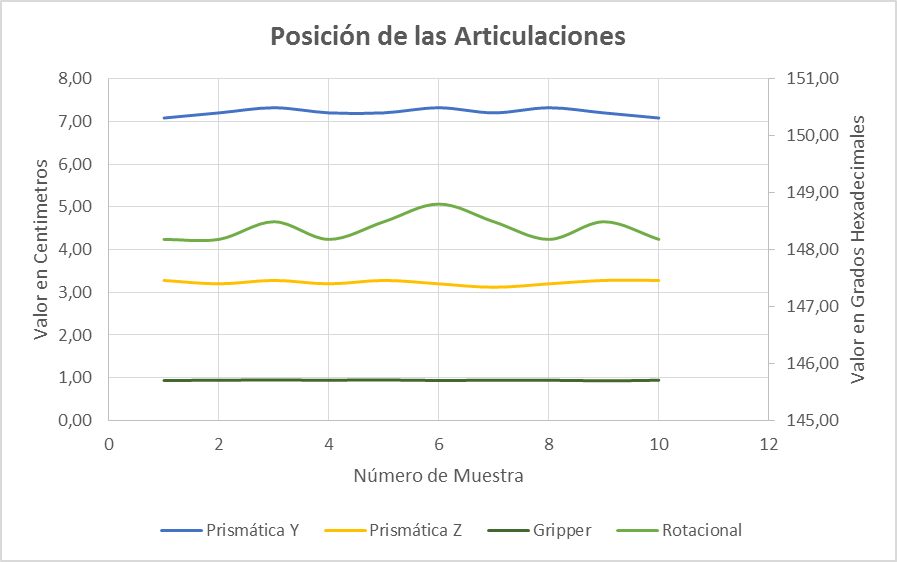 Posición de las Articulaciones
Valor en Centimetros
8,00
7,00
6,00
5,00
4,00
3,00
2,00
1,00
0,00
151,00
150,00
149,00
148,00
147,00
146,00
145,00
Valor en Grados Hexadecimales
0 2 4 6 8 10 12
Número de Muestra
Prismática Y Prismática Z Gripper Rotacional